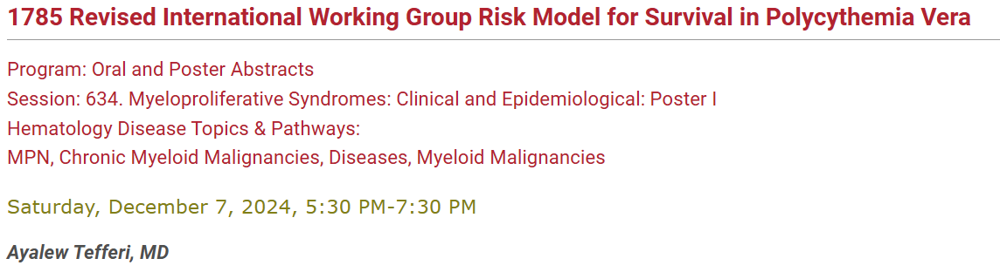 1785 Revised International Working Group Risk Model for Survival in Polycythemia Vera
Program: Oral and Poster Abstracts
Session: 634. Myeloproliferative Syndromes: Clinical and Epidemiological: Poster I
Hematology Disease Topics & Pathways:
MPN, Chronic Myeloid Malignancies, Diseases, Myeloid Malignancies
Saturday, December 7, 2024, 5:30 PM-7:30 PM
Ayalew Tefferi, MD